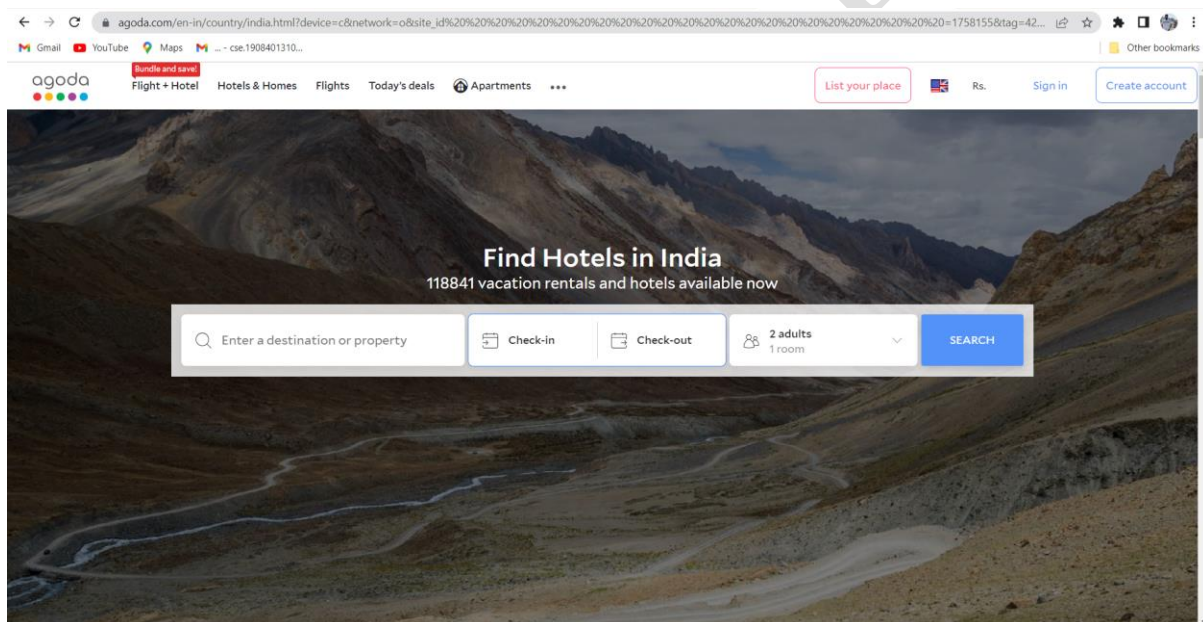 agoda.com/en-in/country/india.html?device=c&network=o&site_id%20%20%20%20%20%20%20%20%20%20%20%20%20%20%20%20%20%20%20%20%20%20%20%20%20%20=1758155&tag=42...
Gmail YouTube Maps ... - cse.1908401310... Other bookmarks
Bundle and save!
agoda Flight + Hotel Hotels & Homes Flights Today's deals Apartments ••• List your place Rs. Sign in Create account
Find Hotels in India
118841 vacation rentals and hotels available now
Enter a destination or property Check-in Check-out 2 adults SEARCH
1 room